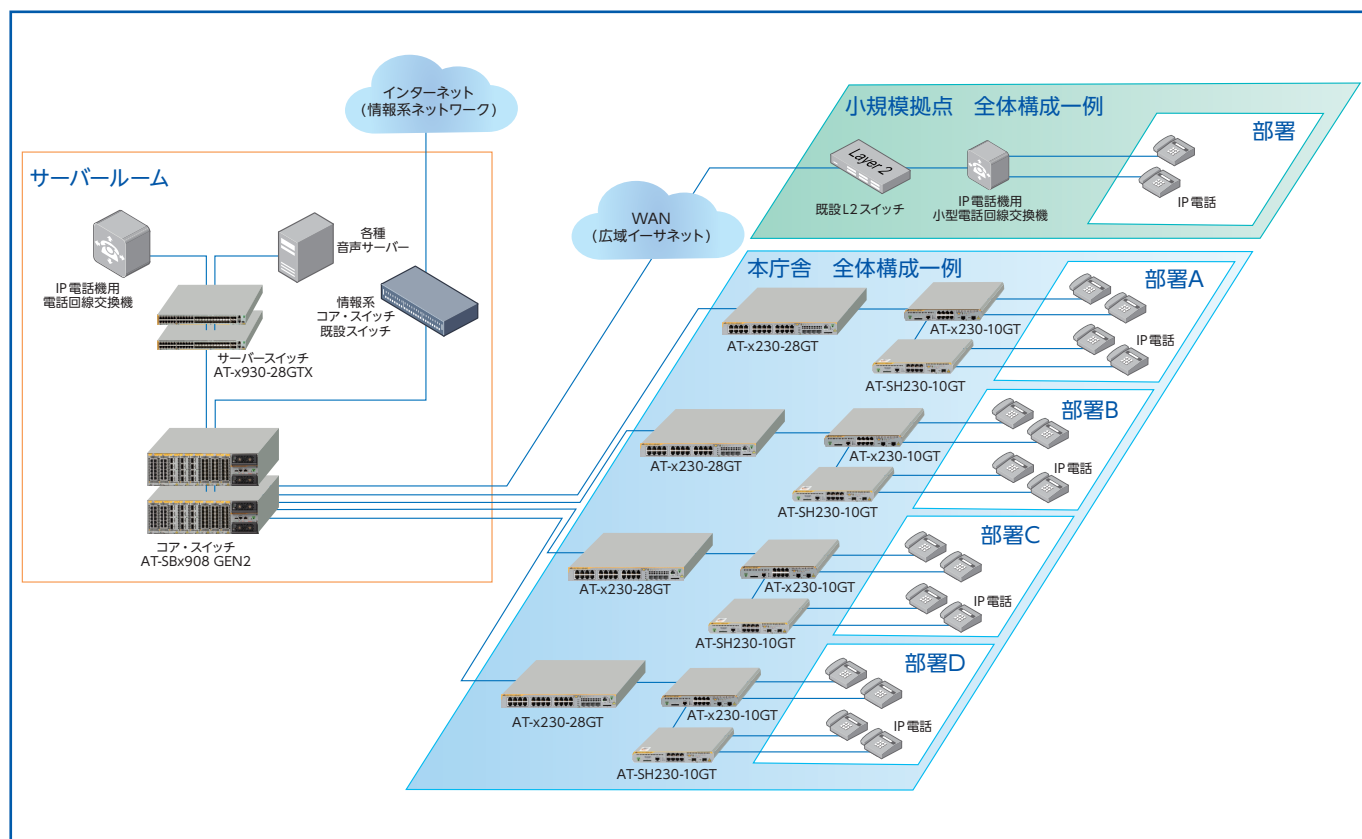 インターネット
(情報系ネットワーク)
サーバールーム
IP電話機用
電話回線交換機
各種
音声サーバー
情報系
コア・スイッチ
既設スイッチ
サーバースイッチ
AT-x930-28GTX
コア・スイッチ
AT-SBx908 GEN2
WAN
(広域イーサネット)
小規模拠点 全体構成一例
部署
Layer 2
既設L2スイッチ
IP電話機用
小型電話回線交換機
IP電話
本庁舎 全体構成一例
部署A
AT-x230-28GT
AT-x230-10GT
IP電話
AT-SH230-10GT
部署B
AT-x230-28GT
AT-x230-10GT
IP電話
AT-SH230-10GT
部署C
AT-x230-28GT
AT-x230-10GT
IP電話
AT-SH230-10GT
部署D
AT-x230-28GT
AT-x230-10GT
IP電話
AT-SH230-10GT